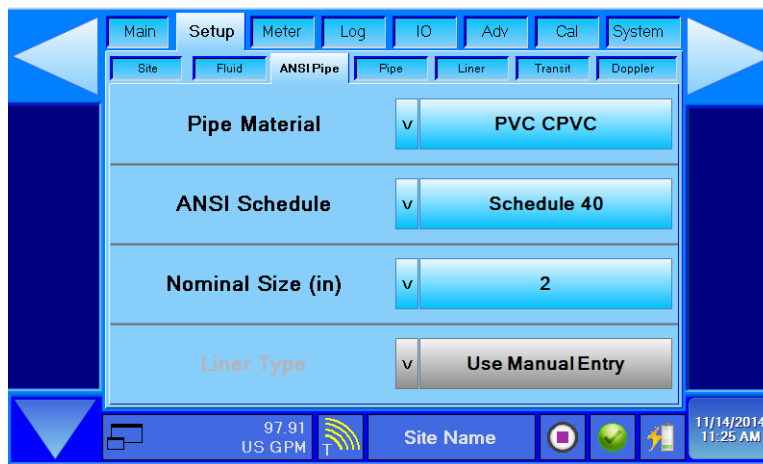 Main Setup Meter Log IO Adv Cal System
Site Fluid ANSI Pipe Pipe Liner Transit Doppler
Pipe Material v PVC CPVC
ANSI Schedule v Schedule 40
Nominal Size (in) v 2
Liner Type v Use Manual Entry
97.91
US GPM T Site Name
11/14/2014
11:25 AM